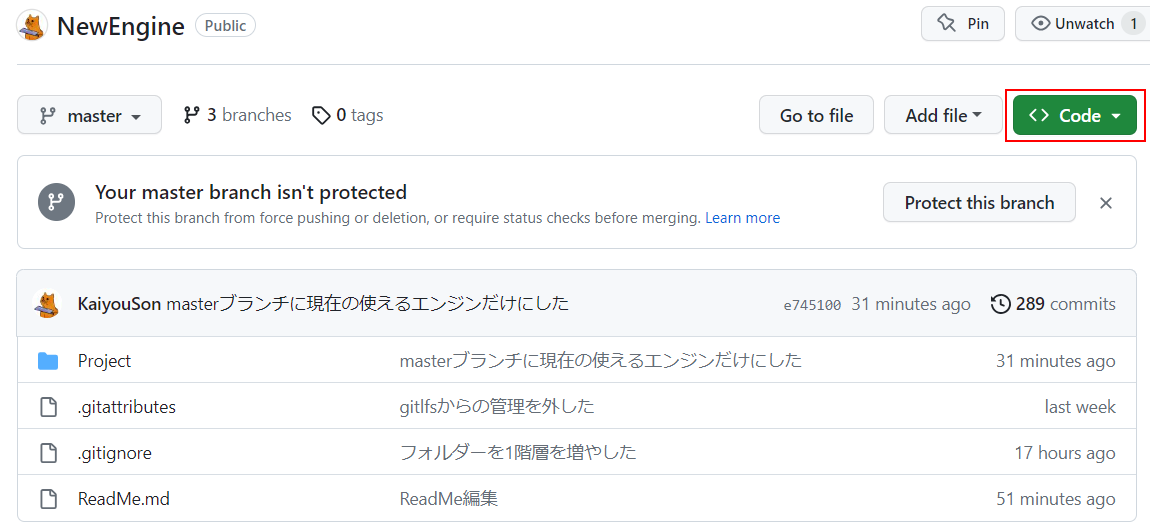 NewEngine Public Pin Unwatch 1
master 3 branches 0 tags Go to file Add file <> Code
Your master branch isn't protected
Protect this branch from force pushing or deletion, or require status checks before merging. Learn more
Protect this branch ×
KaiyouSon masterブランチに現在の使えるエンジンだけにした e745100 31 minutes ago 289 commits
Project masterブランチに現在の使えるエンジンだけにした 31 minutes ago
.gitattributes gitlfsからの管理を外した last week
.gitignore フォルダーを1階層を増やした 17 hours ago
ReadMe.md ReadMe編集 51 minutes ago